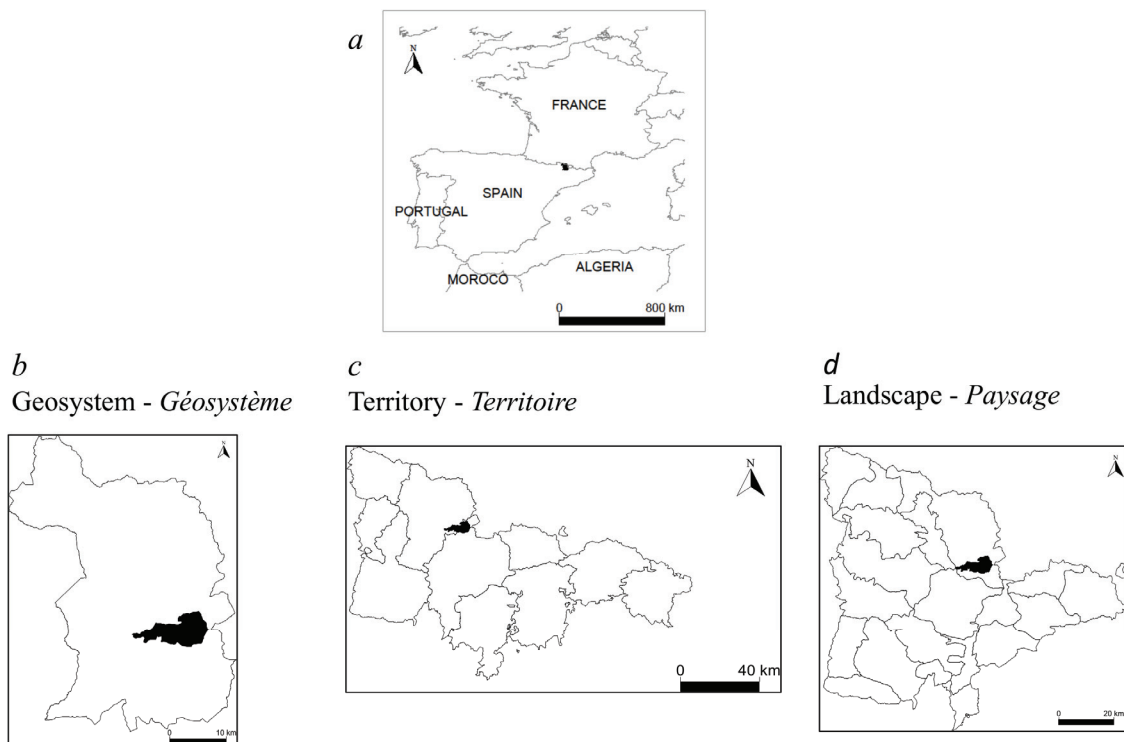 a
N
FRANCE
SPAIN
PORTUGAL
ALGERIA
MOROCO
0 800 km
b
Geosystem - Géosystème
N
0 10 km
c
Territory - Territoire
N
0 40 km
d
Landscape - Paysage
N
0 20 km